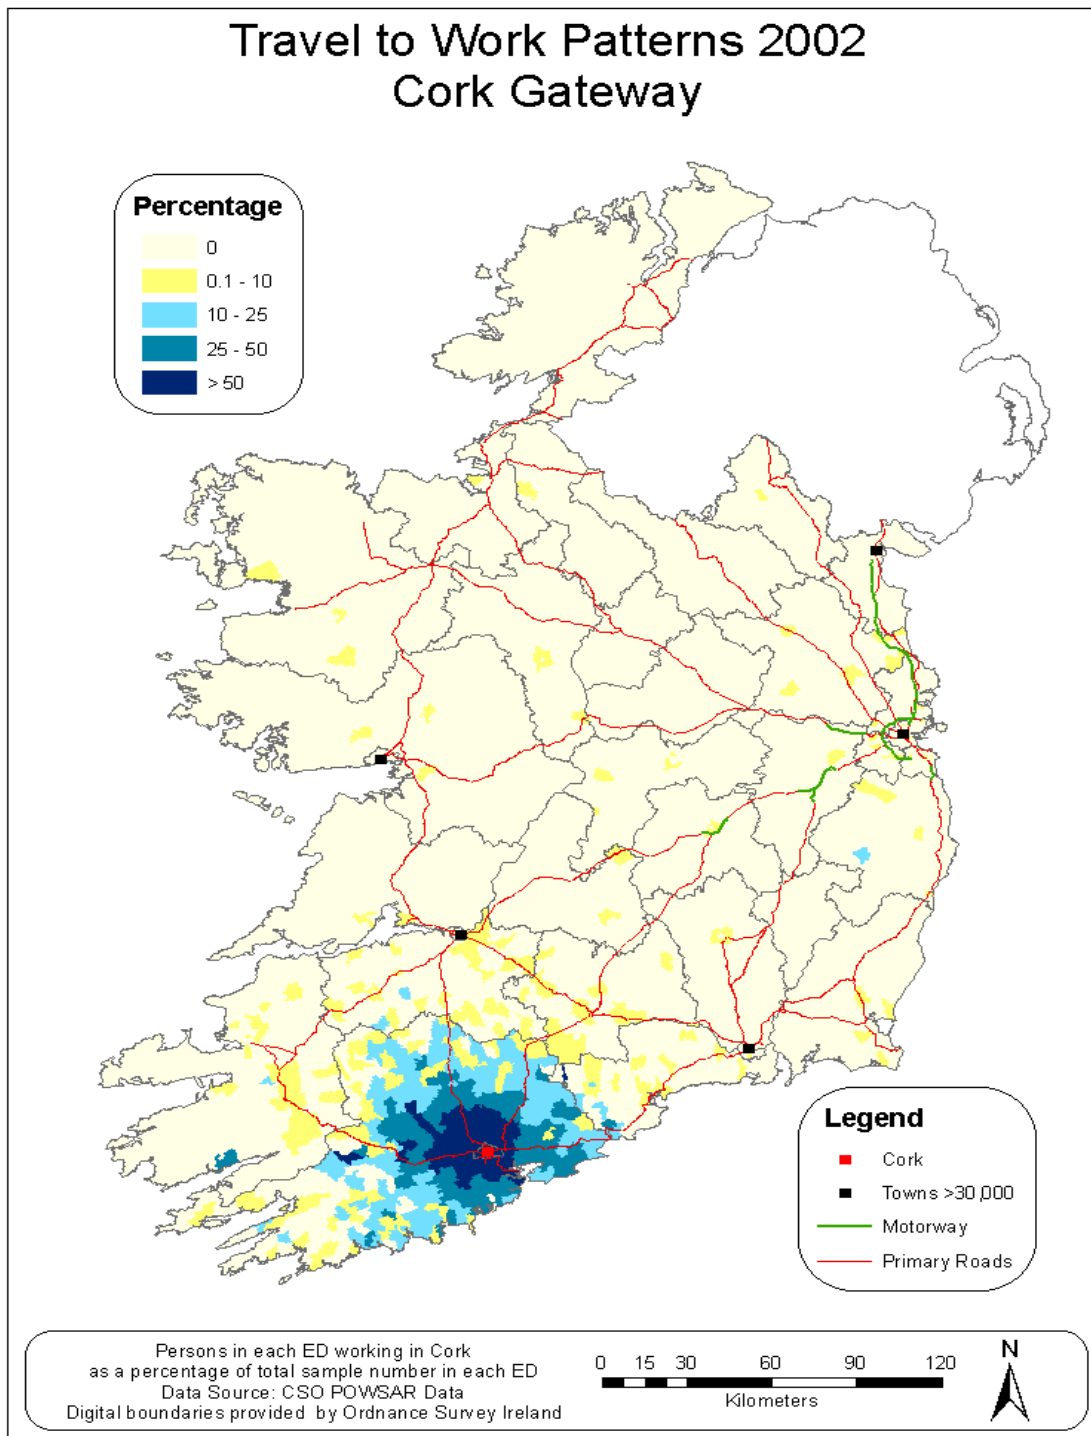 Travel to Work Patterns 2002
Cork Gateway
Percentage
0
0.1 - 10
10 - 25
25 - 50
> 50
Legend
Cork
Towns >30,000
Motorway
Primary Roads
Persons in each ED working in Cork
as a percentage of total sample number in each ED
Data Source: CSO POWSAR Data
Digital boundaries provided by Ordnance Survey Ireland
0 15 30 60 90 120
Kilometers
N